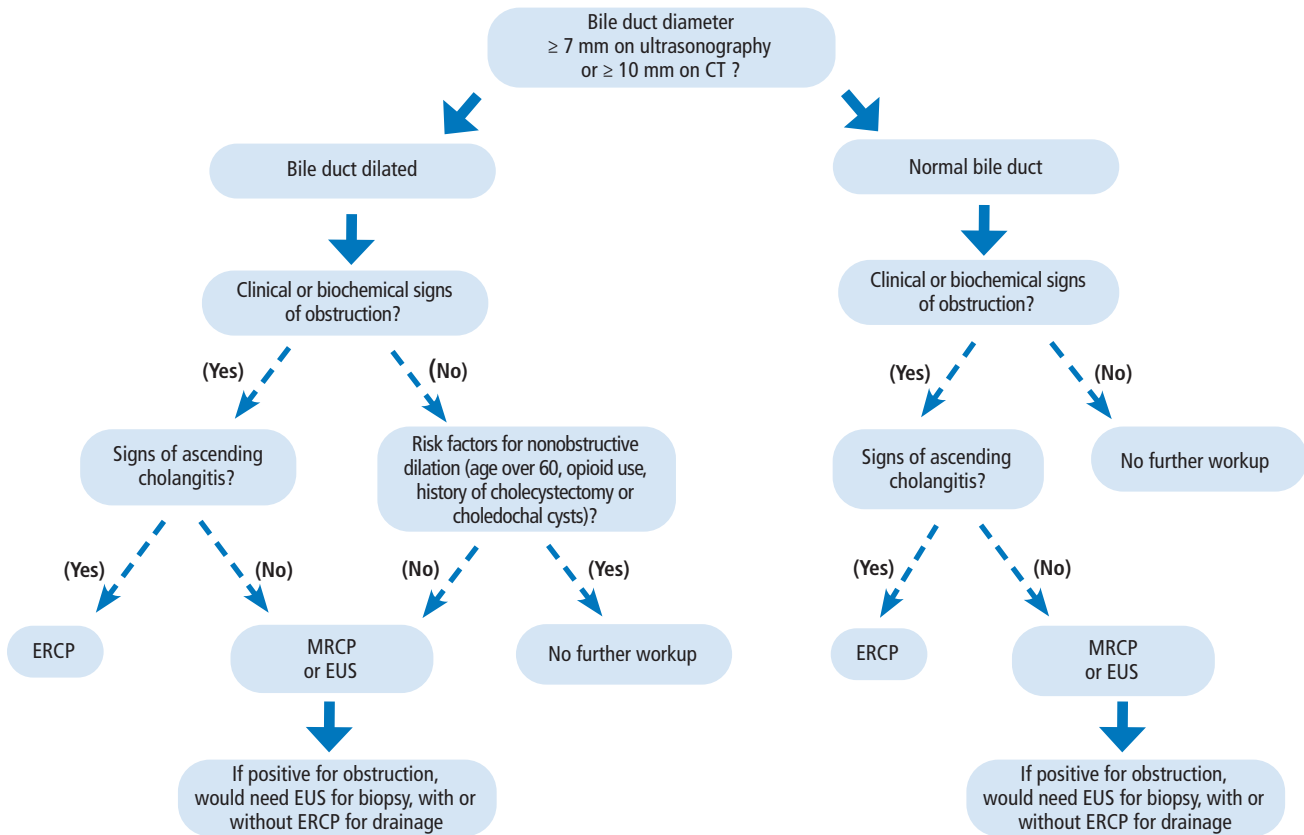 Bile duct diameter
≥ 7 mm on ultrasonography
or ≥ 10 mm on CT ?
Bile duct dilated
Normal bile duct
Clinical or biochemical signs
of obstruction?
Clinical or biochemical signs
of obstruction?
(Yes)
(No)
(Yes)
(No)
Signs of ascending
cholangitis?
Risk factors for nonobstructive
dilation (age over 60, opioid use,
history of cholecystectomy or
choledochal cysts)?
Signs of ascending
cholangitis?
No further workup
(Yes)
(No)
(No)
(Yes)
(Yes)
(No)
ERCP
MRCP
or EUS
No further workup
ERCP
MRCP
or EUS
If positive for obstruction,
would need EUS for biopsy, with or
without ERCP for drainage
If positive for obstruction,
would need EUS for biopsy, with or
without ERCP for drainage